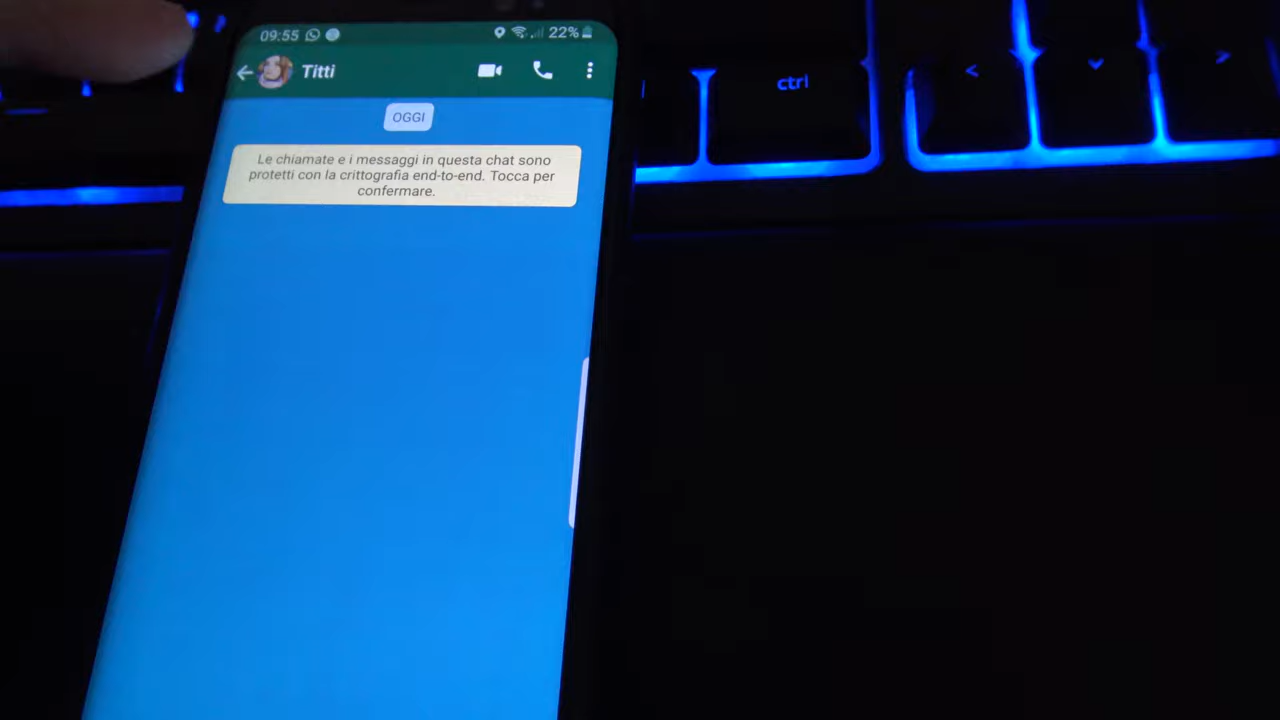 09:55 22%
Titti
OGGI
Le chiamate e i messaggi in questa chat sono
protetti con la crittografia end-to-end. Tocca per
confermare.
ctrl